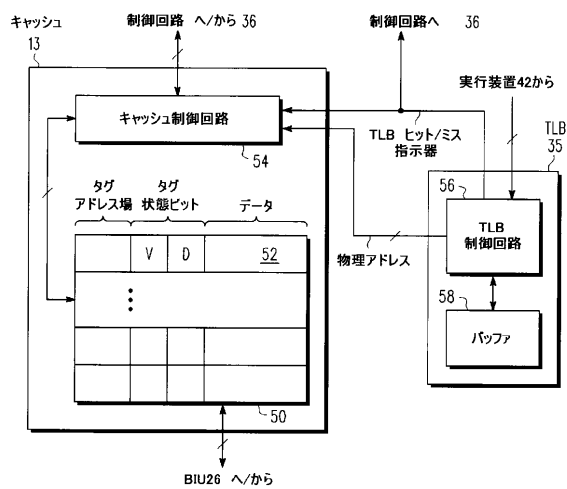 キャッシュ
13
制御回路 へ/から 36
制御回路へ 36
実行装置42から
キャッシュ制御回路
54
TLB ヒット/ミス
指示器
TLB
35
56
TLB
制御回路
タグ
アドレス場
タグ
状態ビット
データ
V
D
52
物理アドレス
58
バッファ
50
BIU26 へ/から